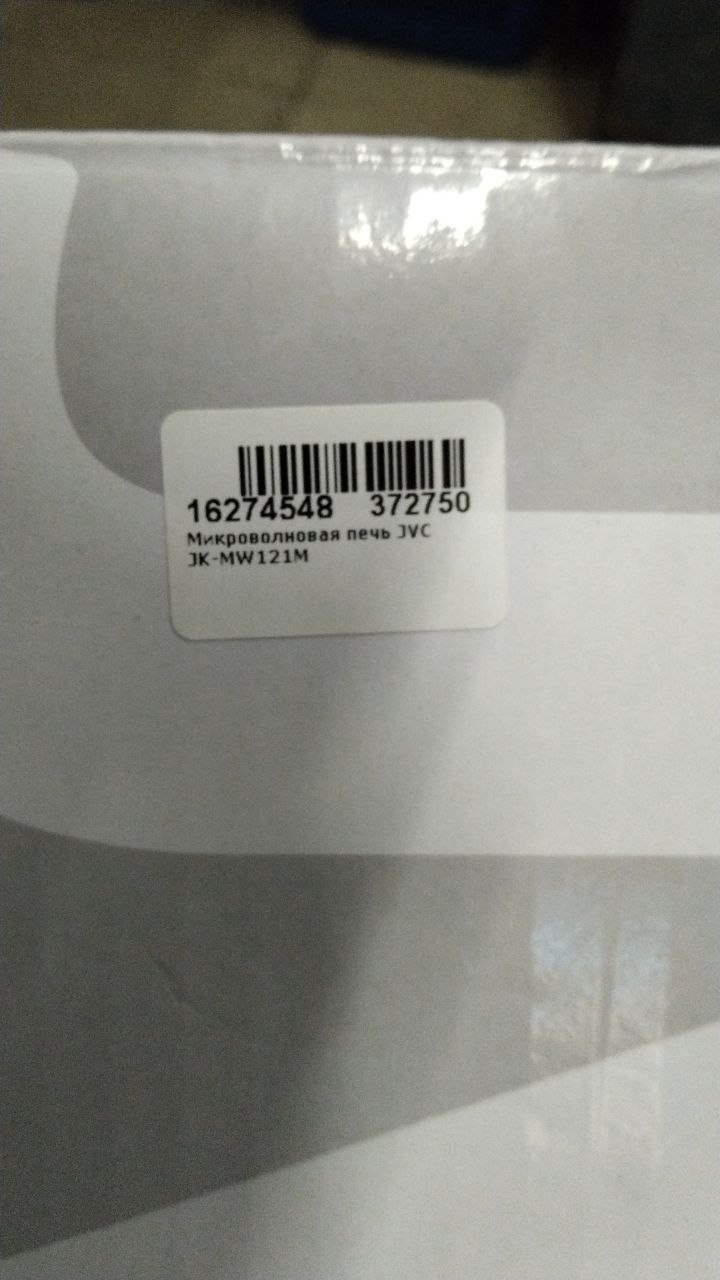 16274548 372750
Микроволновая печь JVC
JK-MW121M